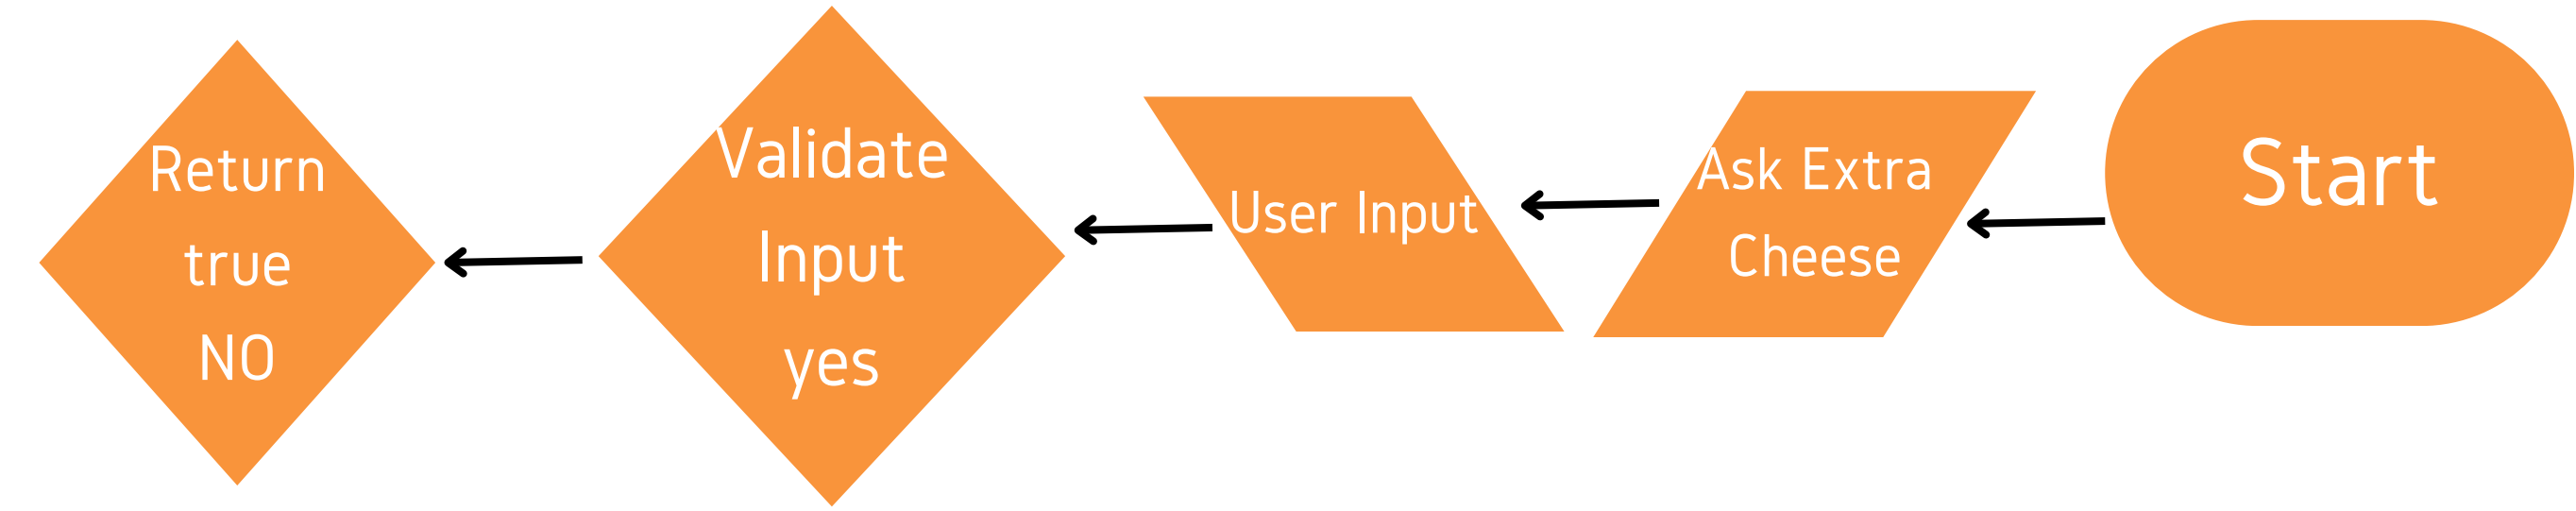 Return
true
NO
Validate
Input
yes
User Input
Ask Extra
Cheese
Start